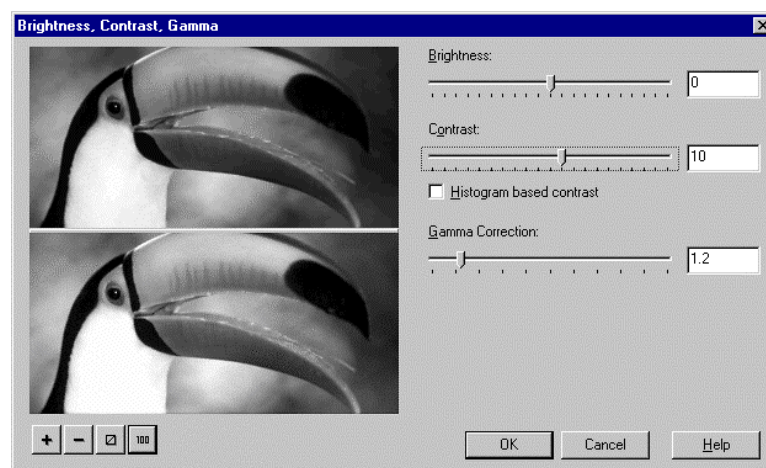 Brightness, Contrast, Gamma
Brightness:
0
Contrast:
10
Histogram based contrast
Gamma Correction:
1.2
100
OK
Cancel
Help